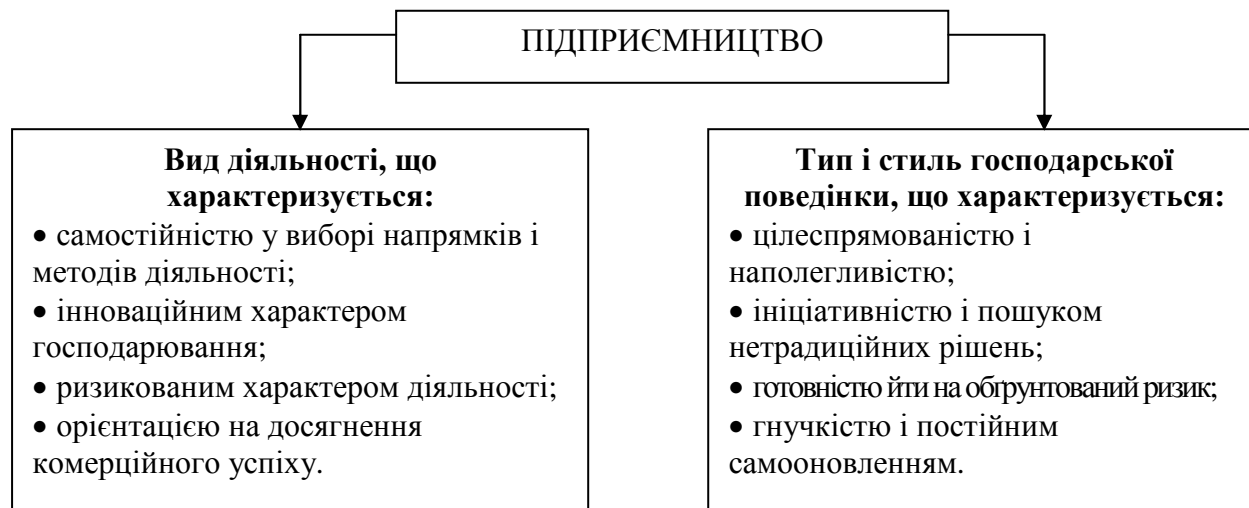 ПІДПРИЄМНИЦТВО
Вид діяльності, що
характеризується:
• самостійністю у виборі напрямків і
методів діяльності;
• інноваційним характером
господарювання;
• ризикованим характером діяльності;
• орієнтацією на досягнення
комерційного успіху.
Тип і стиль господарської
поведінки, що характеризується:
• цілеспрямованістю і
наполегливістю;
• ініціативністю і пошуком
нетрадиційних рішень;
• готовністю йти на обґрунтований ризик;
• гнучкістю і постійним
самооновленням.